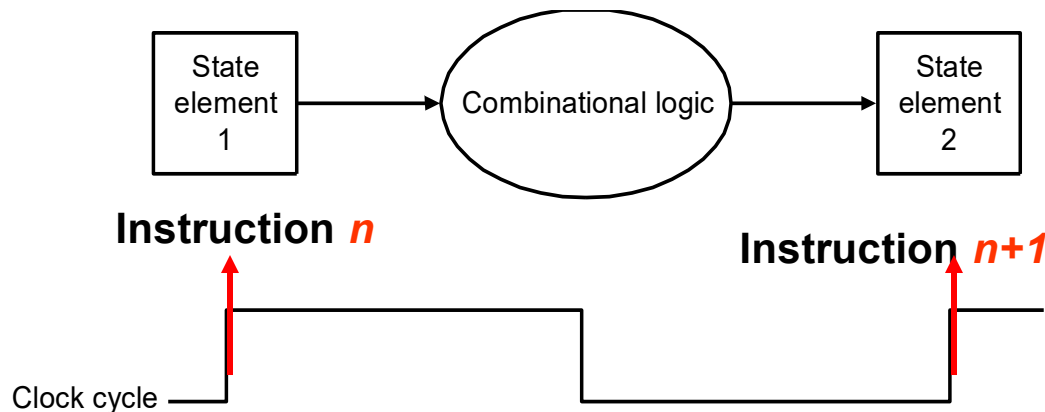 State
element
1
Combinational logic
State
element
2
Instruction n
Instruction n+1
Clock cycle